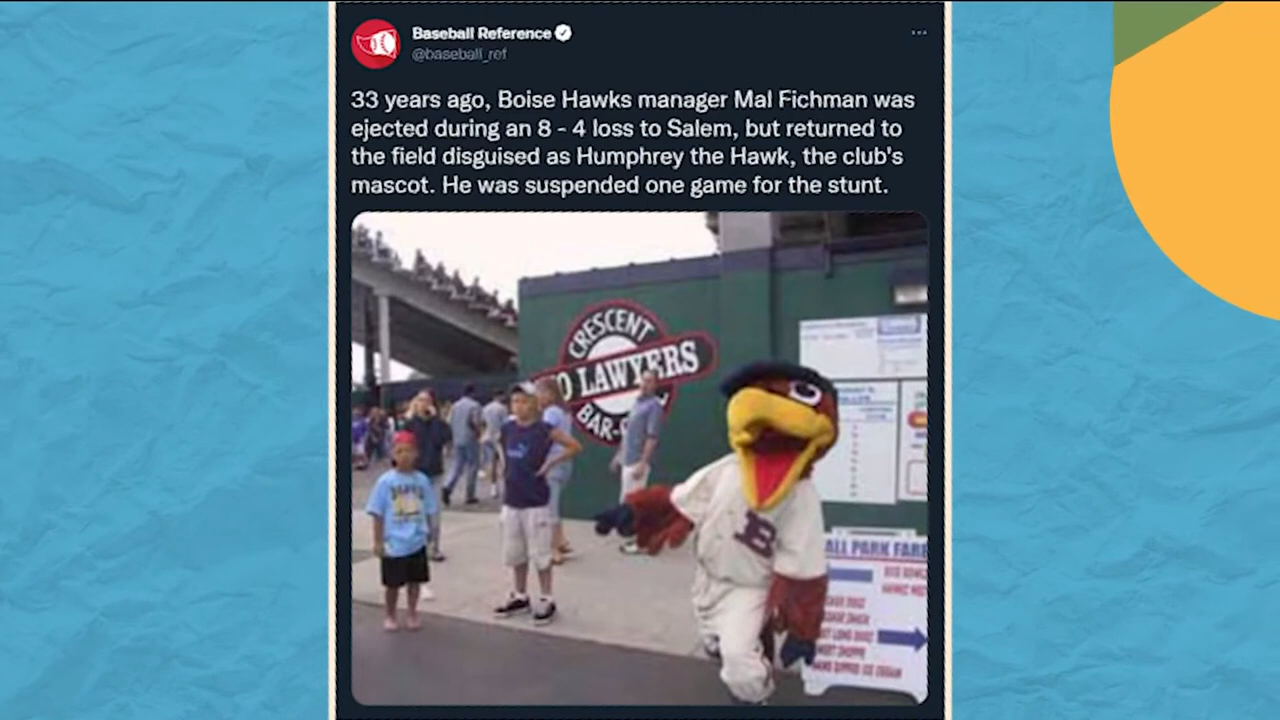 Baseball Reference
@baseball_ref
33 years ago, Boise Hawks manager Mal Fichman was
ejected during an 8 - 4 loss to Salem, but returned to
the field disguised as Humphrey the Hawk, the club's
mascot. He was suspended one game for the stunt.
CRESCENT
O LAWYERS
BAR-
B
ALL PARK FARE